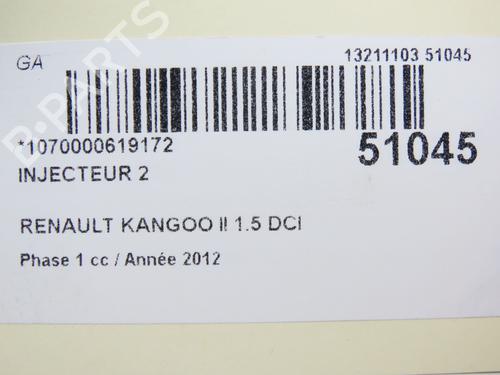 GA
13211103 51045
*1070000619172
51045
INJECTEUR 2
RENAULT KANGOO II 1.5 DCI
Phase 1 cc / Année 2012
B-PARTS